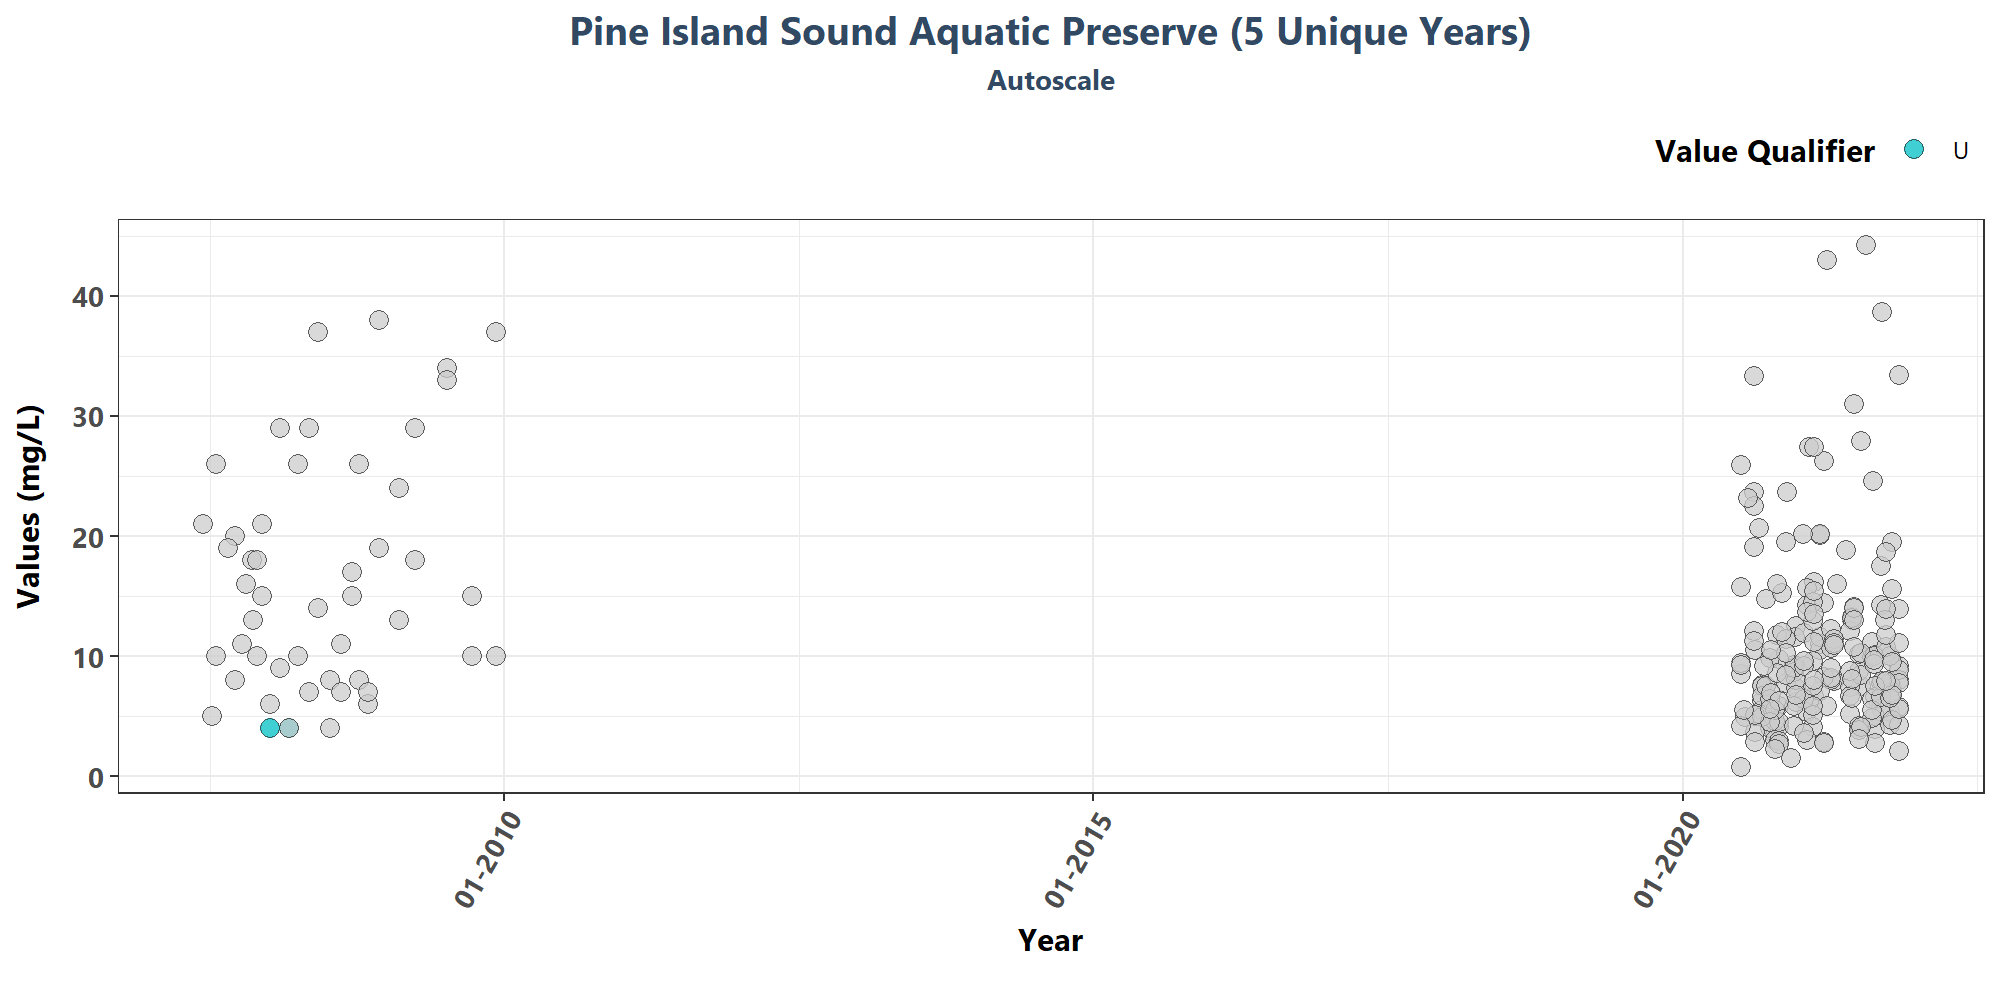 Pine Island Sound Aquatic Preserve (5 Unique Years)
Autoscale
Value Qualifier U
Values (mg/L)
40
30
20
10
0
01-2010
01-2015
01-2020
Year